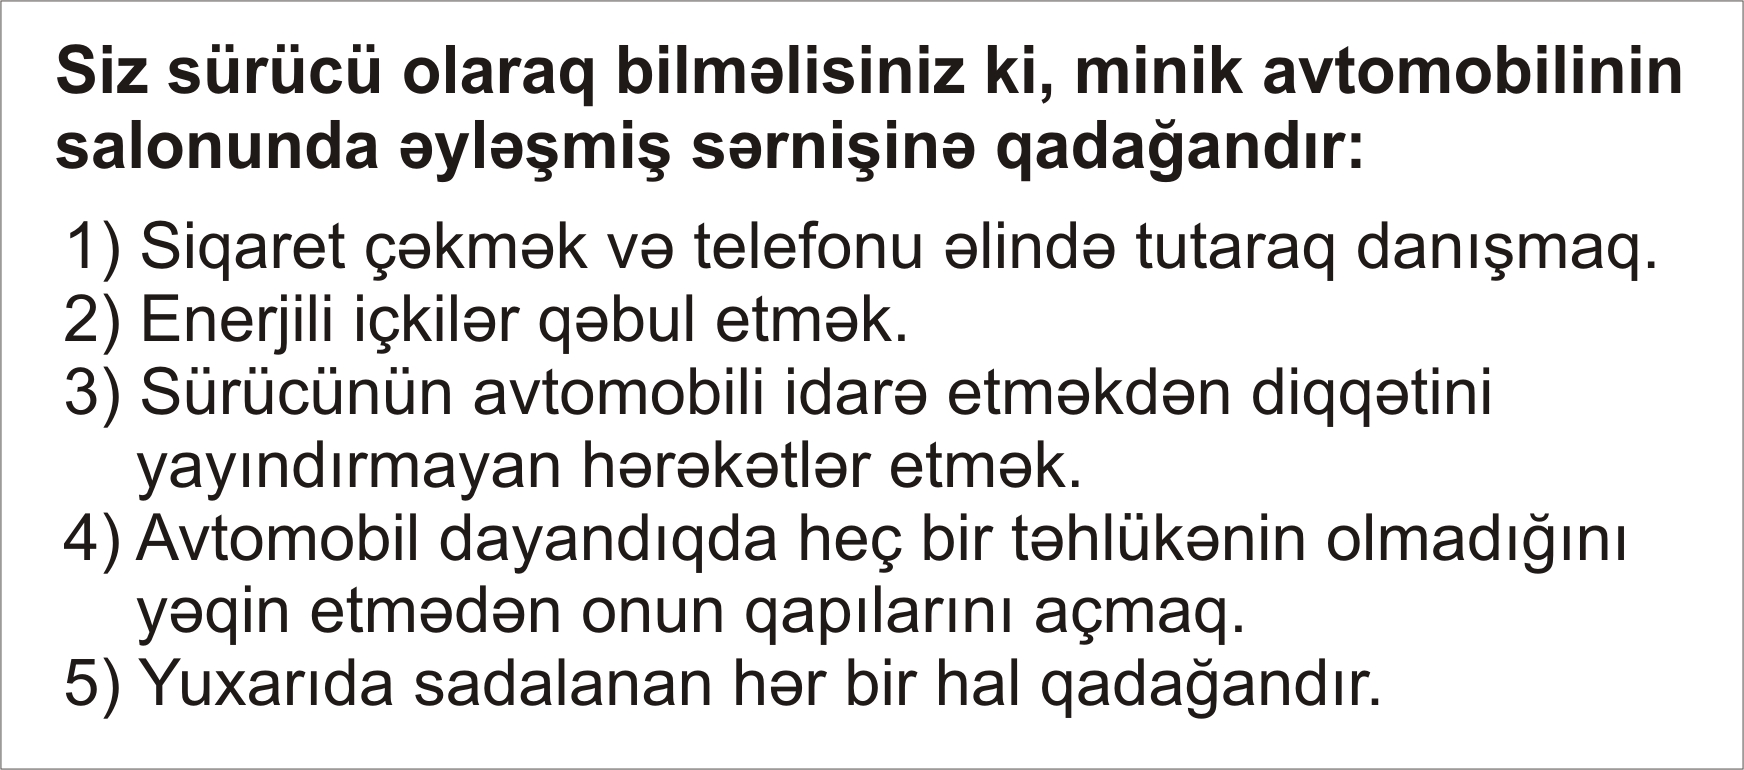 Siz sürücü olaraq bilməlisiniz ki, minik avtomobilinin
salonunda əyləşmiş sərnişinə qadağandır:
1) Siqaret çəkmək və telefonu əlində tutaraq danışmaq.
2) Enerjili içkilər qəbul etmək.
3) Sürücünün avtomobili idarə etməkdən diqqətini
yayındırmayan hərəkətlər etmək.
4) Avtomobil dayandıqda heç bir təhlükənin olmadığını
yəqin etmədən onun qapılarını açmaq.
5) Yuxarıda sadalanan hər bir hal qadağandır.